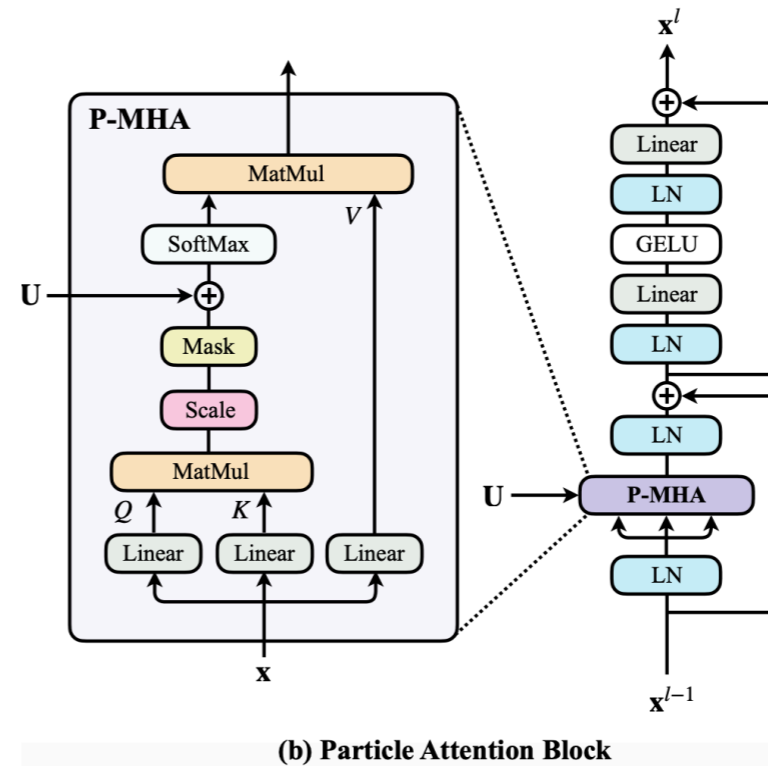 P-MHA
MatMul
V
SoftMax
U
Mask
Scale
MatMul
Q
K
Linear
Linear
Linear
x
x^l
Linear
LN
GELU
Linear
LN
LN
U
P-MHA
LN
x^{l-1}
(b) Particle Attention Block